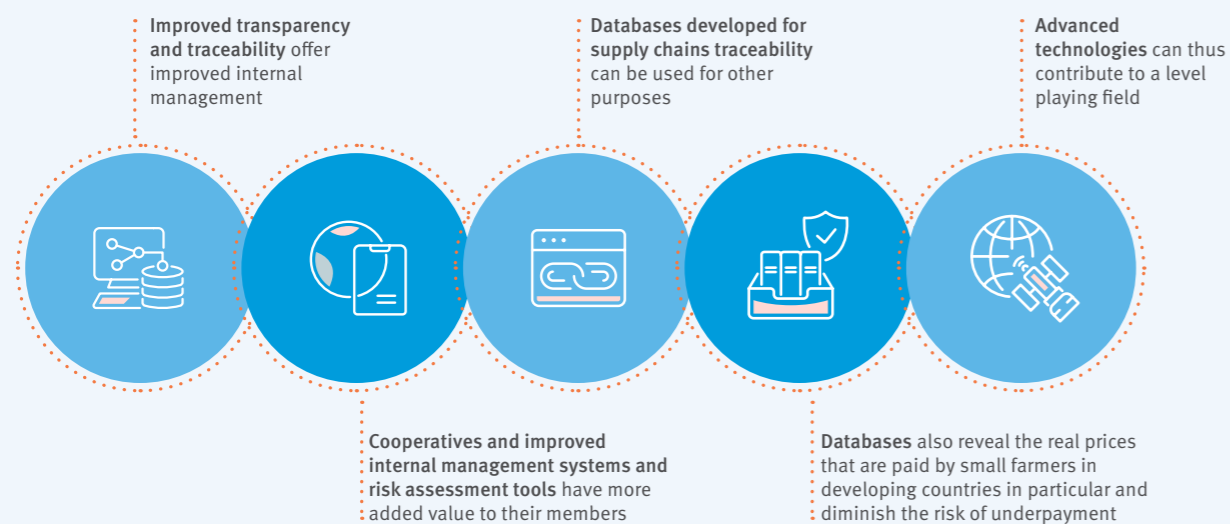 Improved transparency
and traceability offer
improved internal
management
Cooperatives and improved
internal management systems and
risk assessment tools have more
added value to their members
Databases developed for
supply chains traceability
can be used for other
purposes
Databases also reveal the real prices
that are paid by small farmers in
developing countries in particular and
diminish the risk of underpayment
Advanced
technologies can thus
contribute to a level
playing field